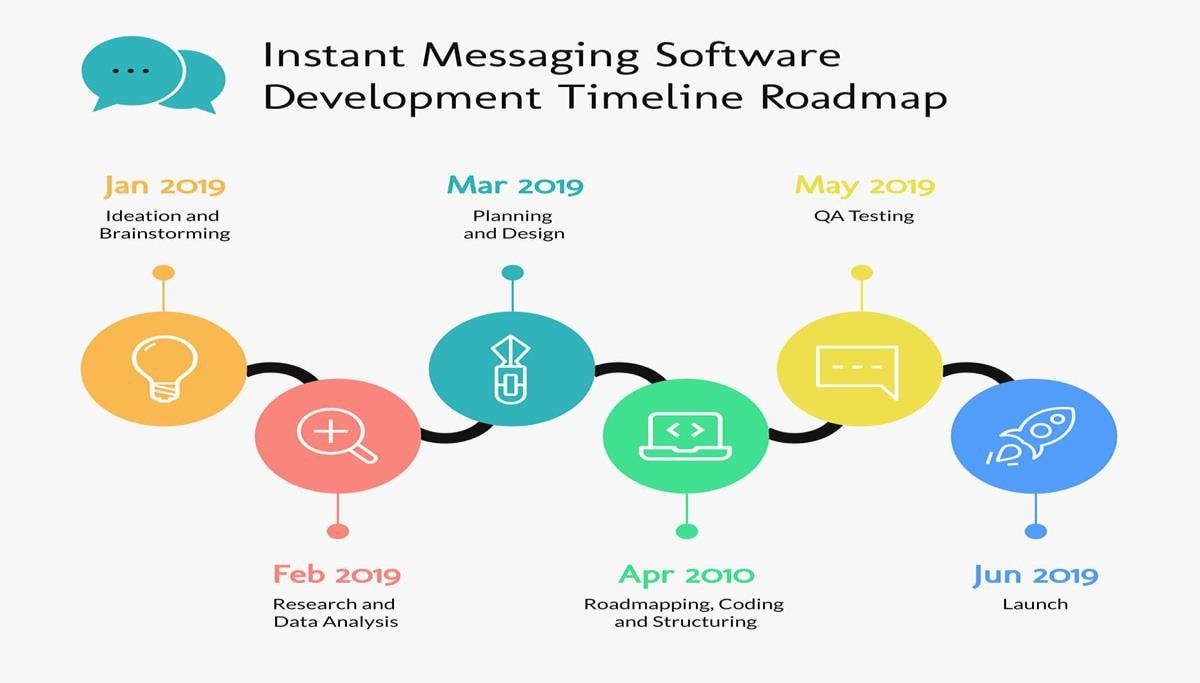 Instant Messaging Software
Development Timeline Roadmap
Jan 2019
Ideation and
Brainstorming
Feb 2019
Research and
Data Analysis
Mar 2019
Planning
and Design
Apr 2010
Roadmapping, Coding
and Structuring
May 2019
QA Testing
Jun 2019
Launch